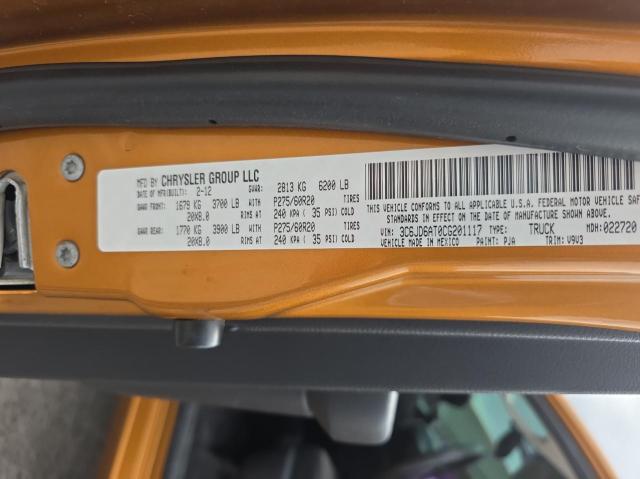 MFD BY CHRYSLER GROUP LLC
DATE OF MFR(BUILT): 2-12 GVWR: 2813 KG 6200 LB
GAWR FRONT: 1679 KG 3700 LB WITH P275/60R20 TIRES
20X8.0 RIMS AT 240 KPA ( 35 PSI) COLD
GAWR REAR: 1770 KG 3900 LB WITH P275/60R20 TIRES
20X8.0 RIMS AT 240 KPA ( 35 PSI) COLD
THIS VEHICLE CONFORMS TO ALL APPLICABLE U.S.A. FEDERAL MOTOR VEHICLE SAF
STANDARDS IN EFFECT ON THE DATE OF MANUFACTURE SHOWN ABOVE.
VIN: 3C6JD6AT0CG201117 TYPE: TRUCK MDH: 022720
VEHICLE MADE IN MEXICO PAINT: PJA TRIM: V9V3